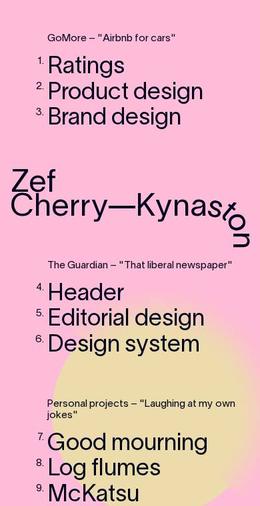 GoMore – "Airbnb for cars"
1. Ratings
2. Product design
3. Brand design
Zef
Cherry—Kynaston
The Guardian – "That liberal newspaper"
4. Header
5. Editorial design
6. Design system
Personal projects – "Laughing at my own
jokes"
7. Good mourning
8. Log flumes
9. McKatsu